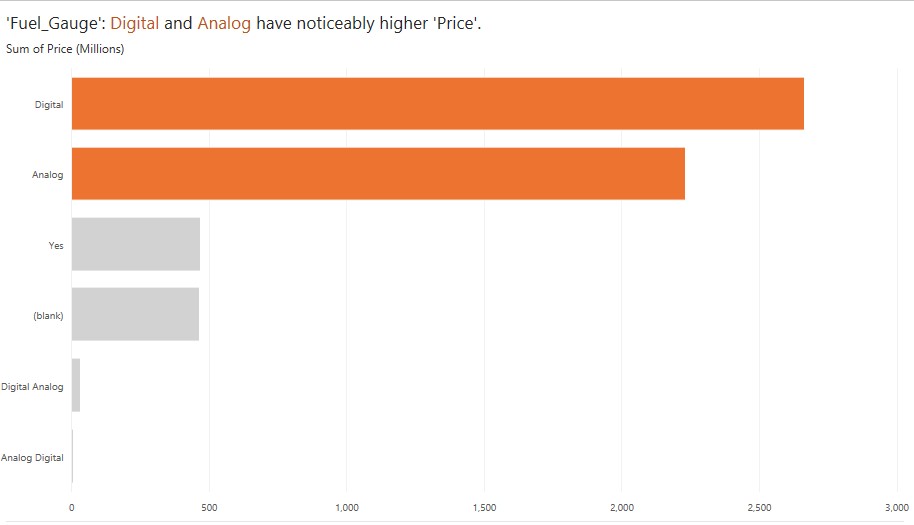 'Fuel_Gauge': Digital and Analog have noticeably higher 'Price'.
Sum of Price (Millions)
Digital
Analog
Yes
(blank)
Digital Analog
Analog Digital
0 500 1,000 1,500 2,000 2,500 3,000